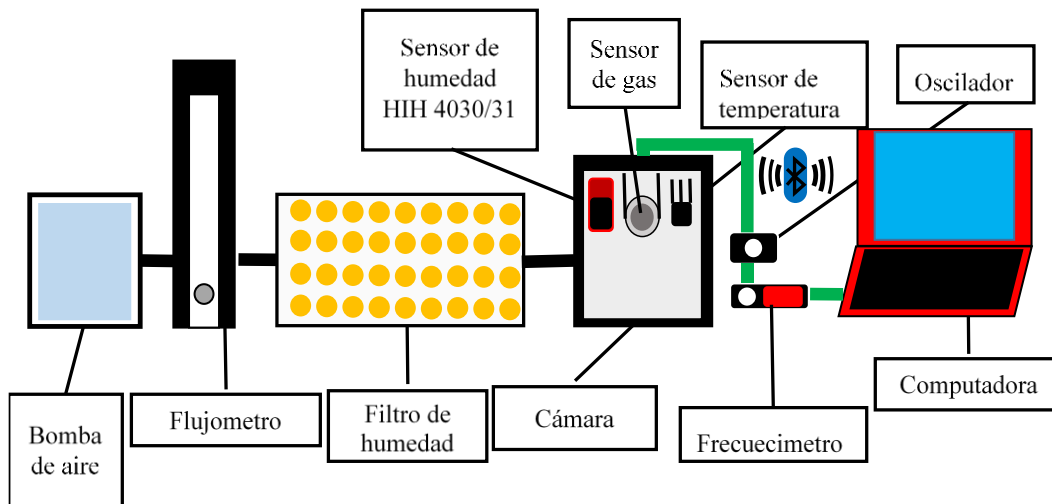 Sensor de
humedad
HIH 4030/31
Sensor
de gas
Sensor de
temperatura
Oscilador
Bomba
de aire
Flujometro
Filtro de
humedad
Cámara
Frecuecimetro
Computadora